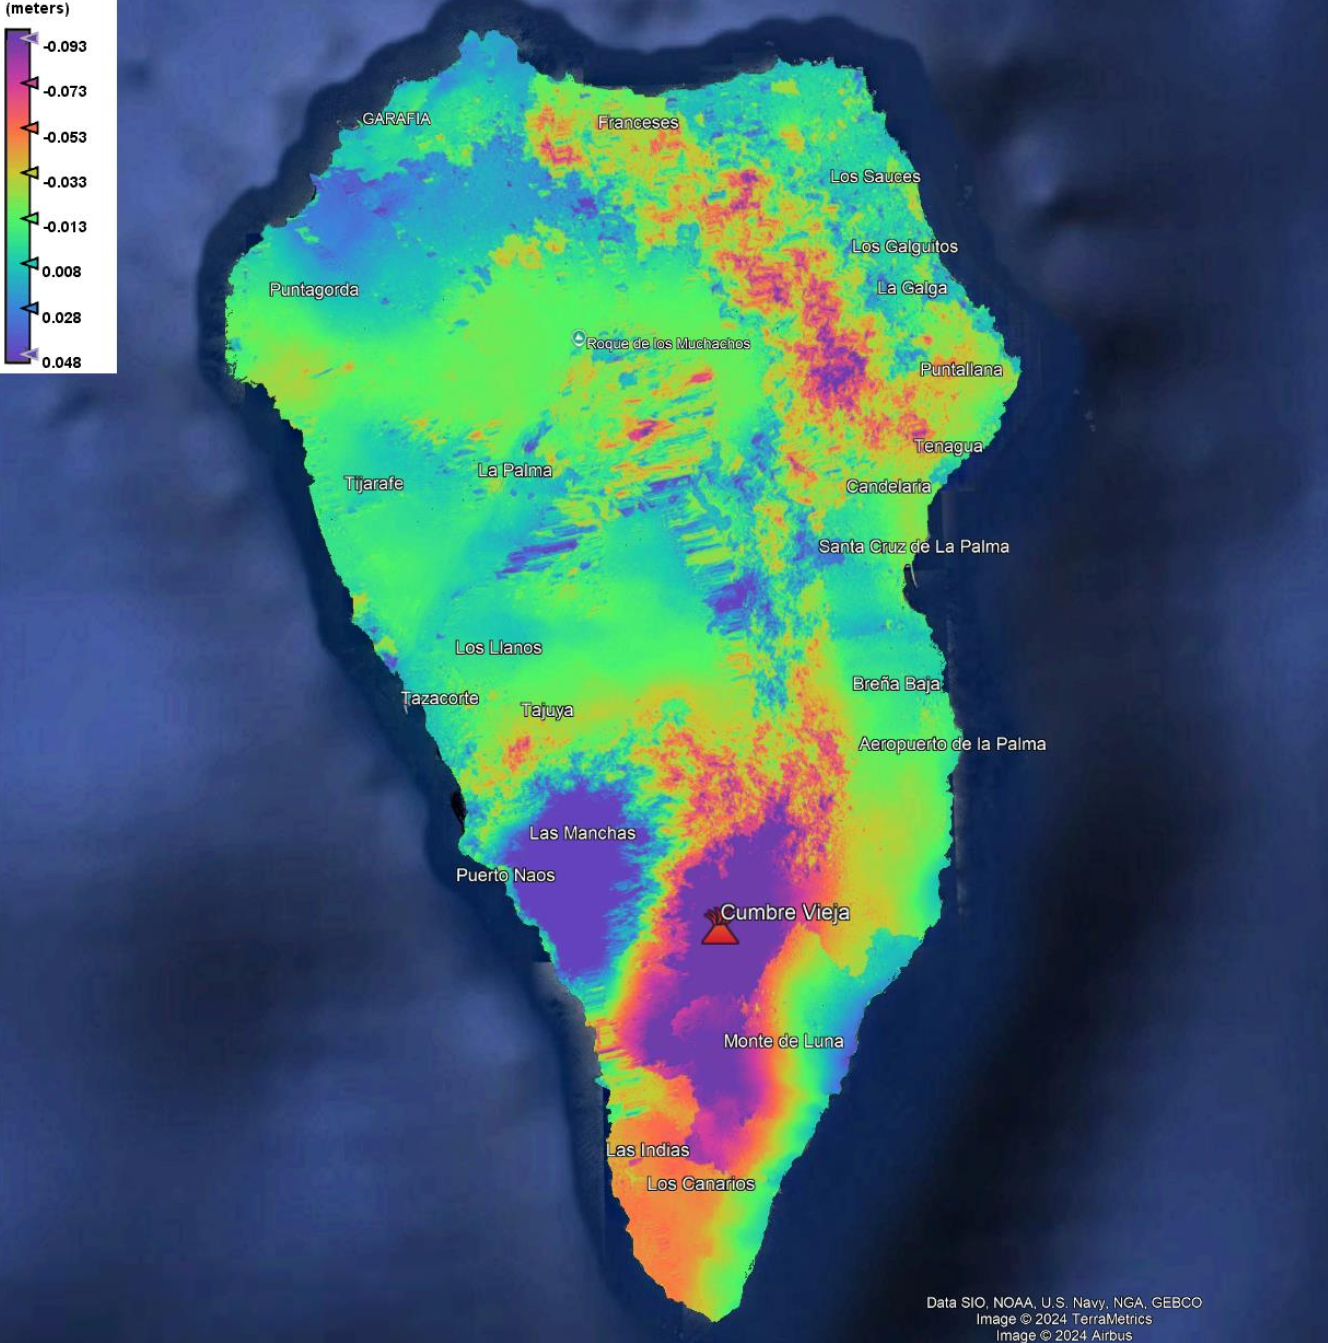 (meters)
-0.093
-0.073
-0.053
-0.033
-0.013
0.008
0.028
0.048
GARAFIA
Franceses
Los Sauces
Los Galguitos
La Galga
Puntagorda
Roque de los Muchachos
Puntallana
Tenagua
La Palma
Tijarafe
Candelaria
Santa Cruz de La Palma
Los Llanos
Breña Baja
Tazacorte
Tajuya
Aeropuerto de la Palma
Las Manchas
Puerto Naos
Cumbre Vieja
Monte de Luna
Las Indias
Los Canarios
Data SIO, NOAA, U.S. Navy, NGA, GEBCO
Image © 2024 TerraMetrics
Image © 2024 Airbus